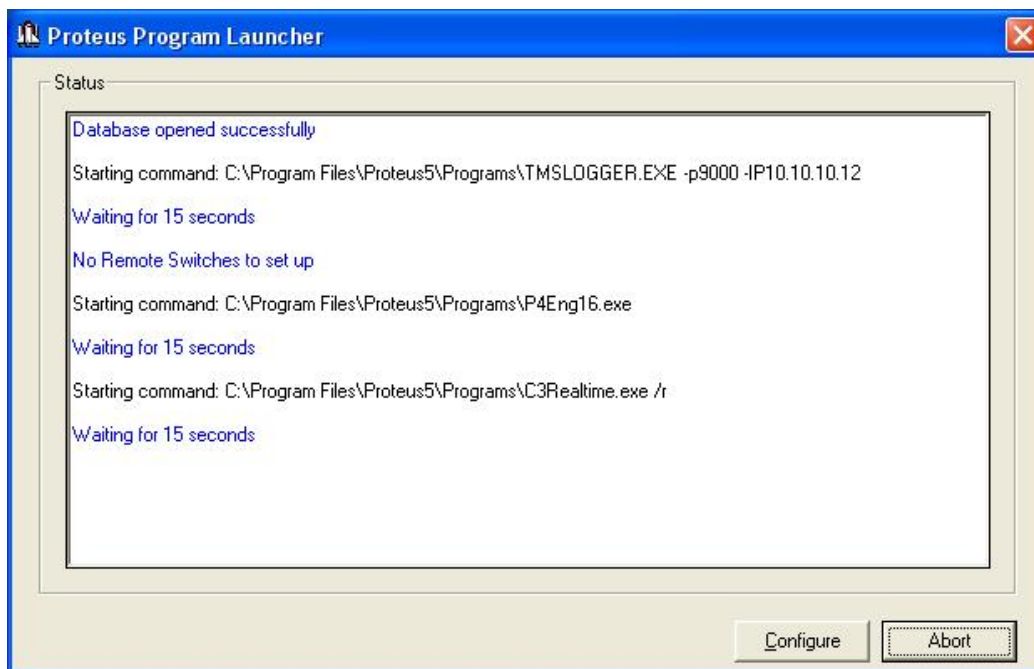 Proteus Program Launcher
Status
Database opened successfully
Starting command: C:\Program Files\Proteus5\Programs\TMSLOGGER.EXE -p9000 -IP10.10.10.12
Waiting for 15 seconds
No Remote Switches to set up
Starting command: C:\Program Files\Proteus5\Programs\P4Eng16.exe
Waiting for 15 seconds
Starting command: C:\Program Files\Proteus5\Programs\C3Realtime.exe /r
Waiting for 15 seconds
Configure Abort